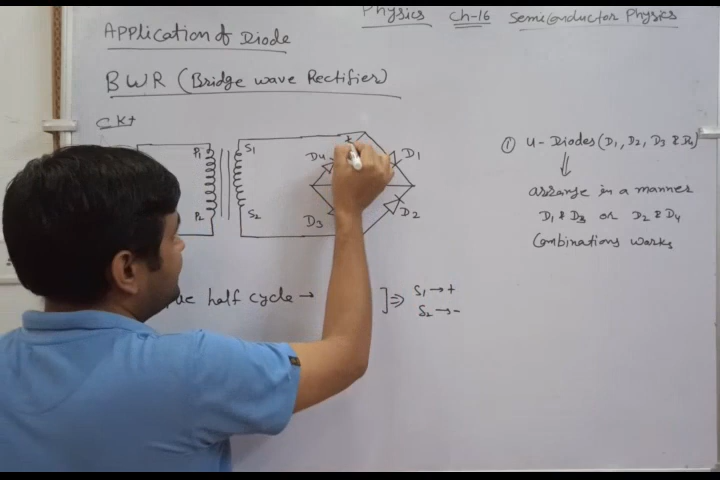 Physics Ch-16 Semiconductor Physics
Application of Diode
BWR (Bridge wave Rectifier)
CKt
P1 S1 + D4 D1
P2 S2 D3 D2
① 4-Diodes (D1, D2, D3 & D4)
arrange in a manner
D1 & D3 or D2 & D4
Combinations works
half cycle → ] ⇒ S1 → +
S2 → -